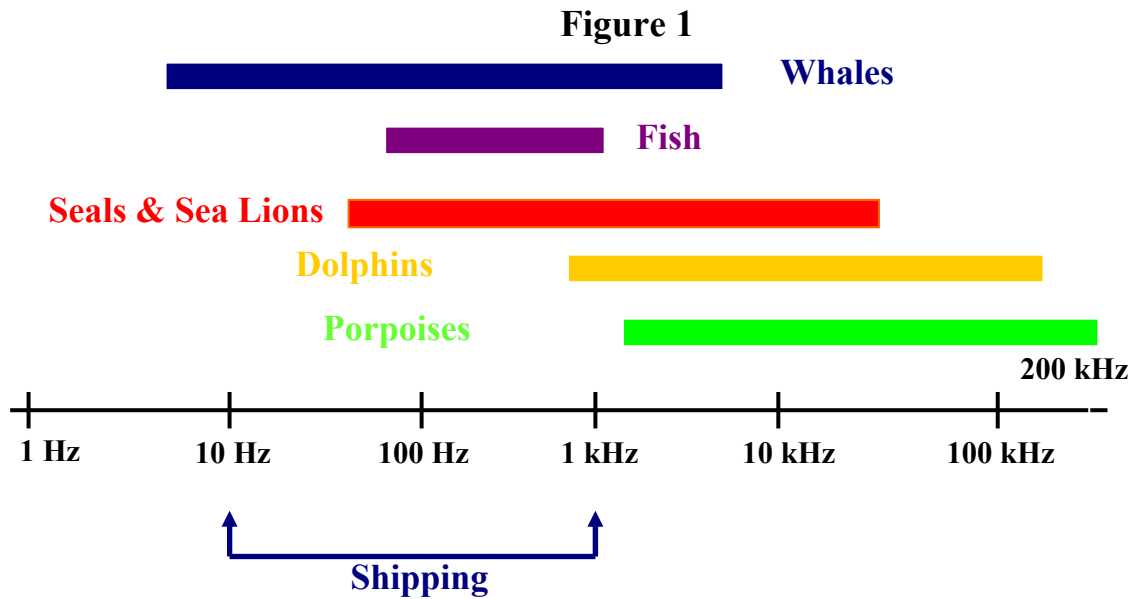 Figure 1
Whales
Fish
Seals & Sea Lions
Dolphins
Porpoises
200 kHz
1 Hz 10 Hz 100 Hz 1 kHz 10 kHz 100 kHz
Shipping